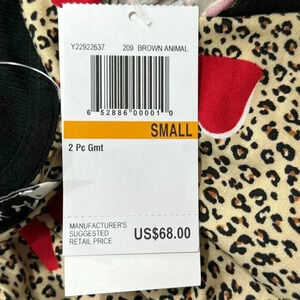 Y22922637 209 BROWN ANIMAL
6 52886 00001 0
SMALL
2 Pc Gmt
MANUFACTURER'S
SUGGESTED
RETAIL PRICE
US$68.00